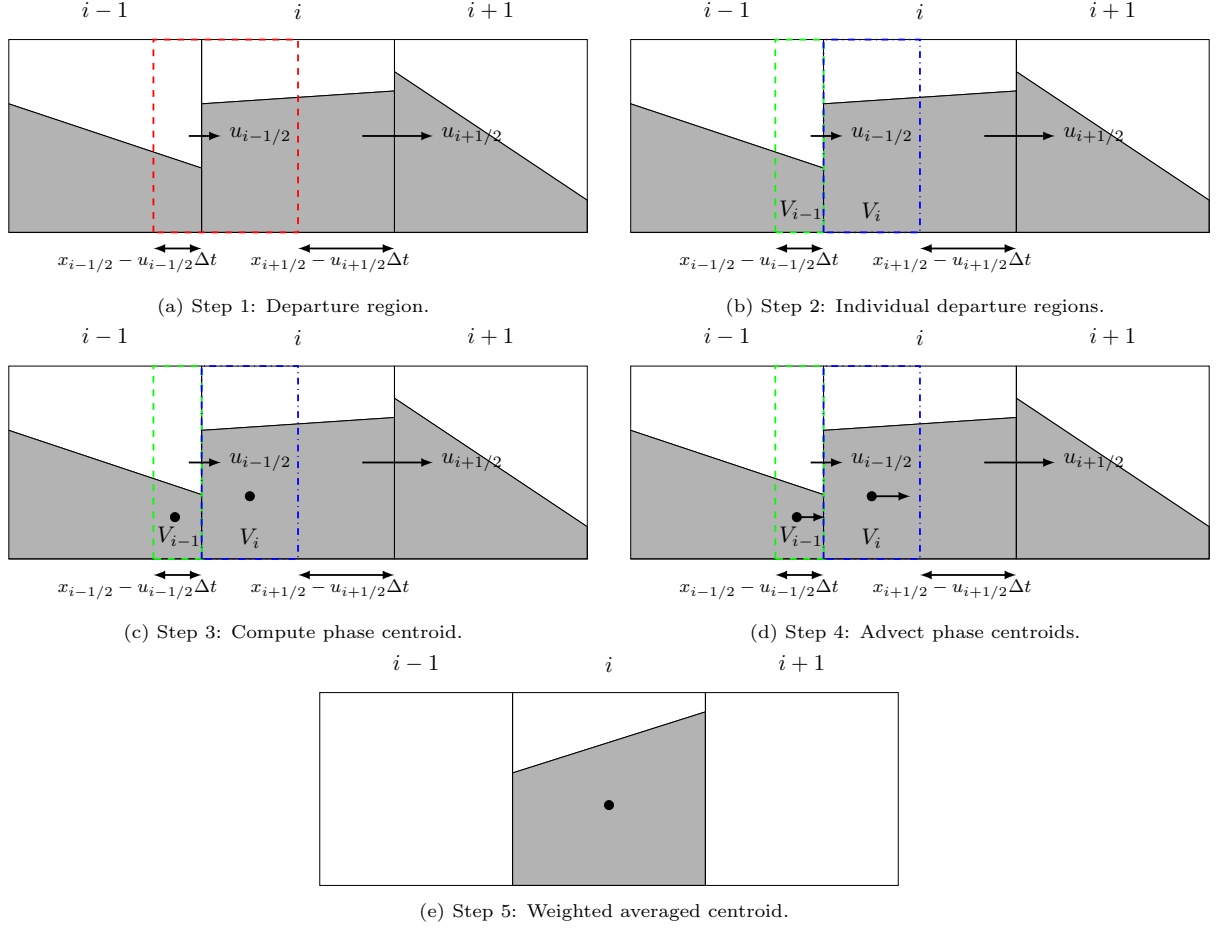 i − 1 i i + 1 i − 1 i i + 1
u_{i−1/2} u_{i+1/2} u_{i−1/2} u_{i+1/2}
V_{i−1} V_i
x_{i−1/2} − u_{i−1/2}Δt x_{i+1/2} − u_{i+1/2}Δt x_{i−1/2} − u_{i−1/2}Δt x_{i+1/2} − u_{i+1/2}Δt
(a) Step 1: Departure region. (b) Step 2: Individual departure regions.
i − 1 i i + 1 i − 1 i i + 1
u_{i−1/2} u_{i+1/2} u_{i−1/2} u_{i+1/2}
V_{i−1} V_i V_{i−1} V_i
x_{i−1/2} − u_{i−1/2}Δt x_{i+1/2} − u_{i+1/2}Δt x_{i−1/2} − u_{i−1/2}Δt x_{i+1/2} − u_{i+1/2}Δt
(c) Step 3: Compute phase centroid. (d) Step 4: Advect phase centroids.
i − 1 i i + 1
(e) Step 5: Weighted averaged centroid.